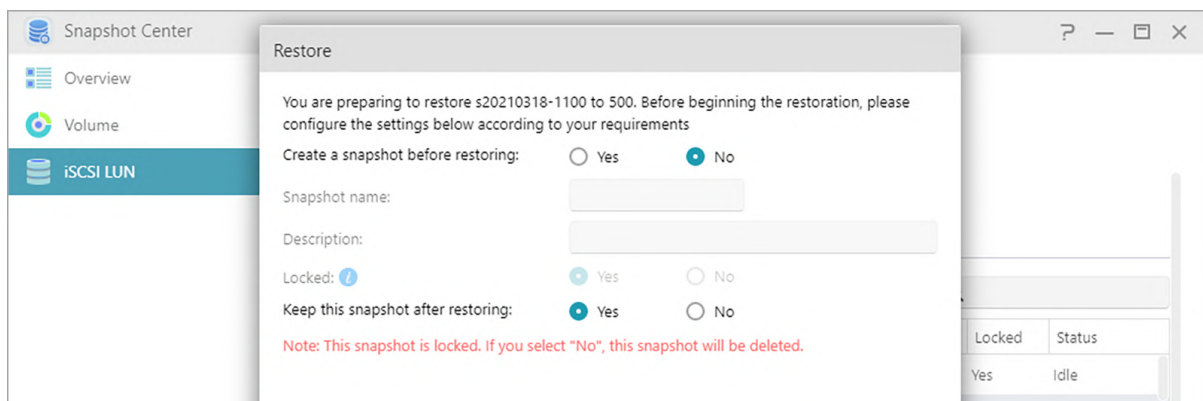 Snapshot Center
Overview
Volume
iSCSI LUN
Restore
You are preparing to restore s20210318-1100 to 500. Before beginning the restoration, please
configure the settings below according to your requirements
Create a snapshot before restoring: Yes No
Snapshot name:
Description:
Locked: Yes No
Keep this snapshot after restoring: Yes No
Note: This snapshot is locked. If you select "No", this snapshot will be deleted.
Locked Status
Yes Idle